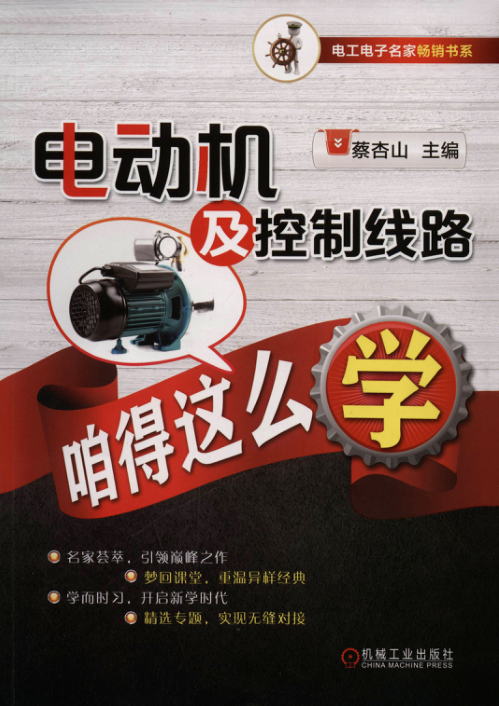 电工电子名家畅销书系
蔡杏山 主编
电动机
及控制线路
咱得这么学
名家荟萃，引领巅峰之作
梦回课堂，重温异样经典
学而时习，开启新学时代
精选专题，实现无缝对接
机械工业出版社
CHINA MACHINE PRESS